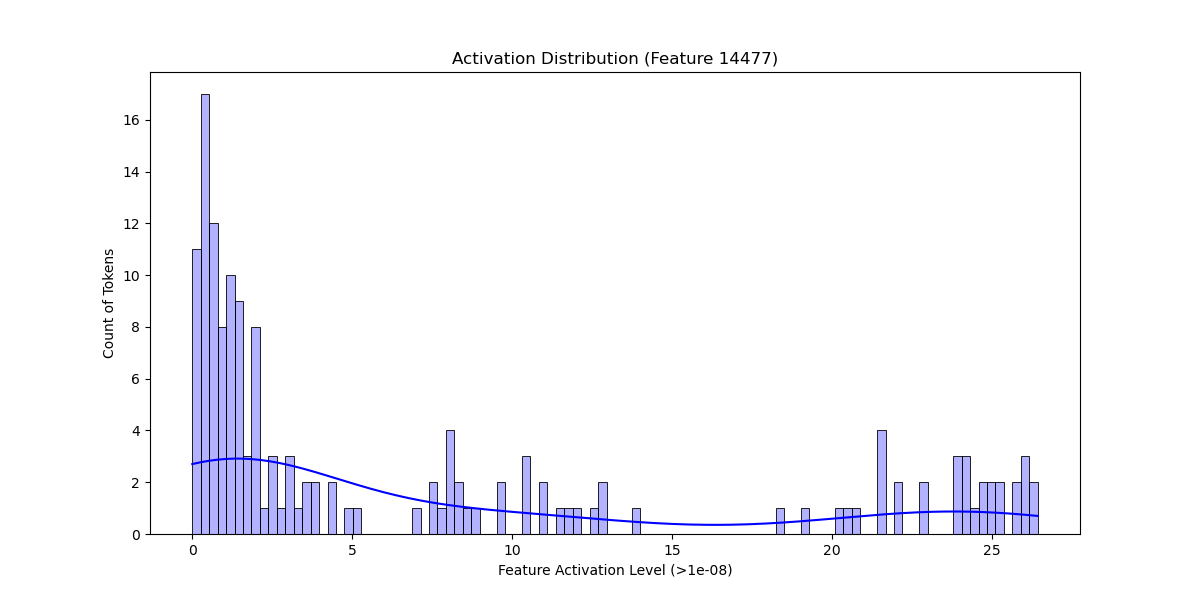 Activation Distribution (Feature 14477)
16
14
12
10
8
6
4
2
0
Count of Tokens
0 5 10 15 20 25
Feature Activation Level (>1e-08)